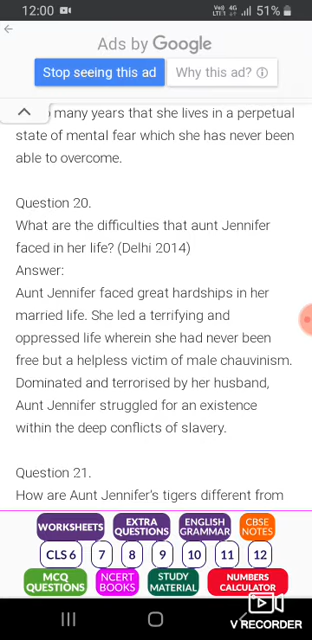 12:00 51%
Ads by Google
Stop seeing this ad Why this ad?
many years that she lives in a perpetual
state of mental fear which she has never been
able to overcome.
Question 20.
What are the difficulties that aunt Jennifer
faced in her life? (Delhi 2014)
Answer:
Aunt Jennifer faced great hardships in her
married life. She led a terrifying and
oppressed life wherein she had never been
free but a helpless victim of male chauvinism.
Dominated and terrorised by her husband,
Aunt Jennifer struggled for an existence
within the deep conflicts of slavery.
Question 21.
How are Aunt Jennifer's tigers different from
WORKSHEETS EXTRA QUESTIONS ENGLISH GRAMMAR CBSE NOTES
CLS 6 7 8 9 10 11 12
MCQ QUESTIONS NCERT BOOKS STUDY MATERIAL NUMBERS CALCULATOR
V RECORDER